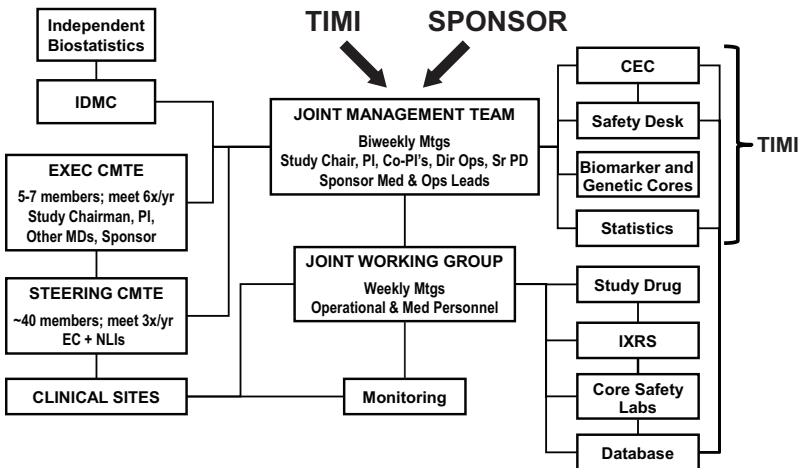 TIMI
SPONSOR
Independent
Biostatistics
IDMC
EXEC CMTE
5-7 members; meet 6x/yr
Study Chairman, PI,
Other MDs, Sponsor
STEERING CMTE
~40 members; meet 3x/yr
EC + NLIs
CLINICAL SITES
JOINT MANAGEMENT TEAM
Biweekly Mtgs
Study Chair, PI, Co-PI's, Dir Ops, Sr PD
Sponsor Med & Ops Leads
JOINT WORKING GROUP
Weekly Mtgs
Operational & Med Personnel
Monitoring
CEC
Safety Desk
Biomarker and
Genetic Cores
Statistics
TIMI
Study Drug
IXRS
Core Safety
Labs
Database